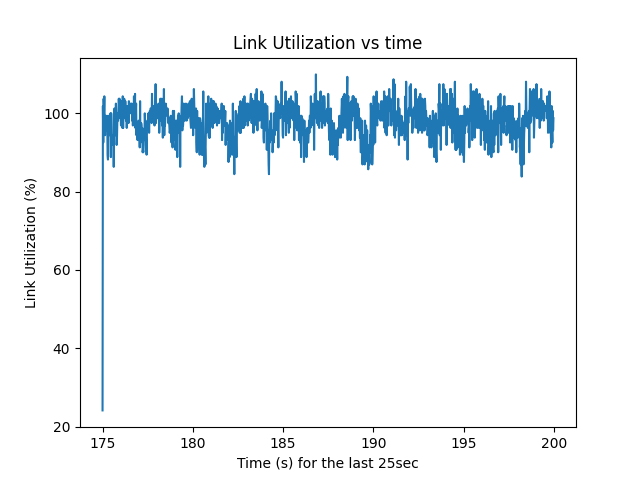 Link Utilization vs time
Link Utilization (%)
100
80
60
40
20
175 180 185 190 195 200
Time (s) for the last 25sec